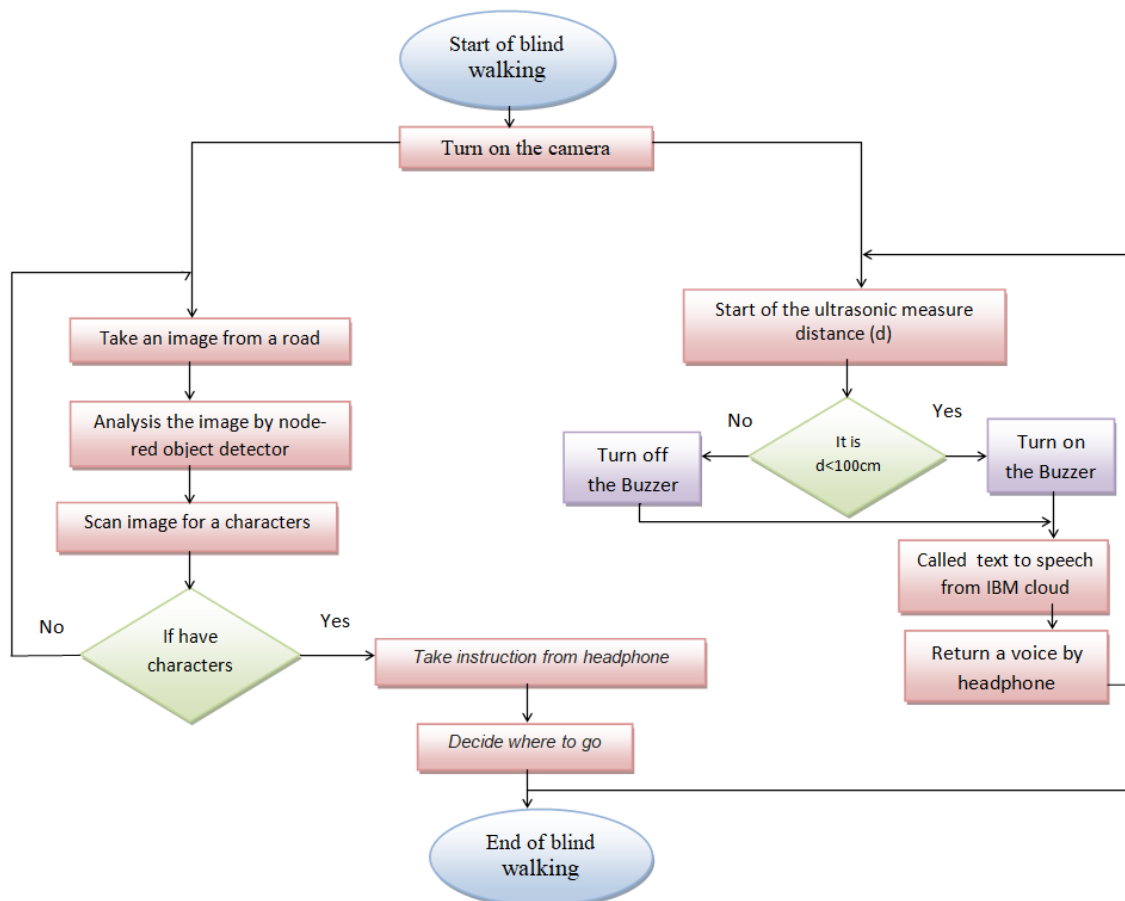 Start of blind
walking
Turn on the camera
Take an image from a road
Analysis the image by node-
red object detector
Scan image for a characters
If have
characters
No
Yes
Take instruction from headphone
Decide where to go
End of blind
walking
Start of the ultrasonic measure
distance (d)
It is
d<100cm
No
Yes
Turn off
the Buzzer
Turn on
the Buzzer
Called text to speech
from IBM cloud
Return a voice by
headphone